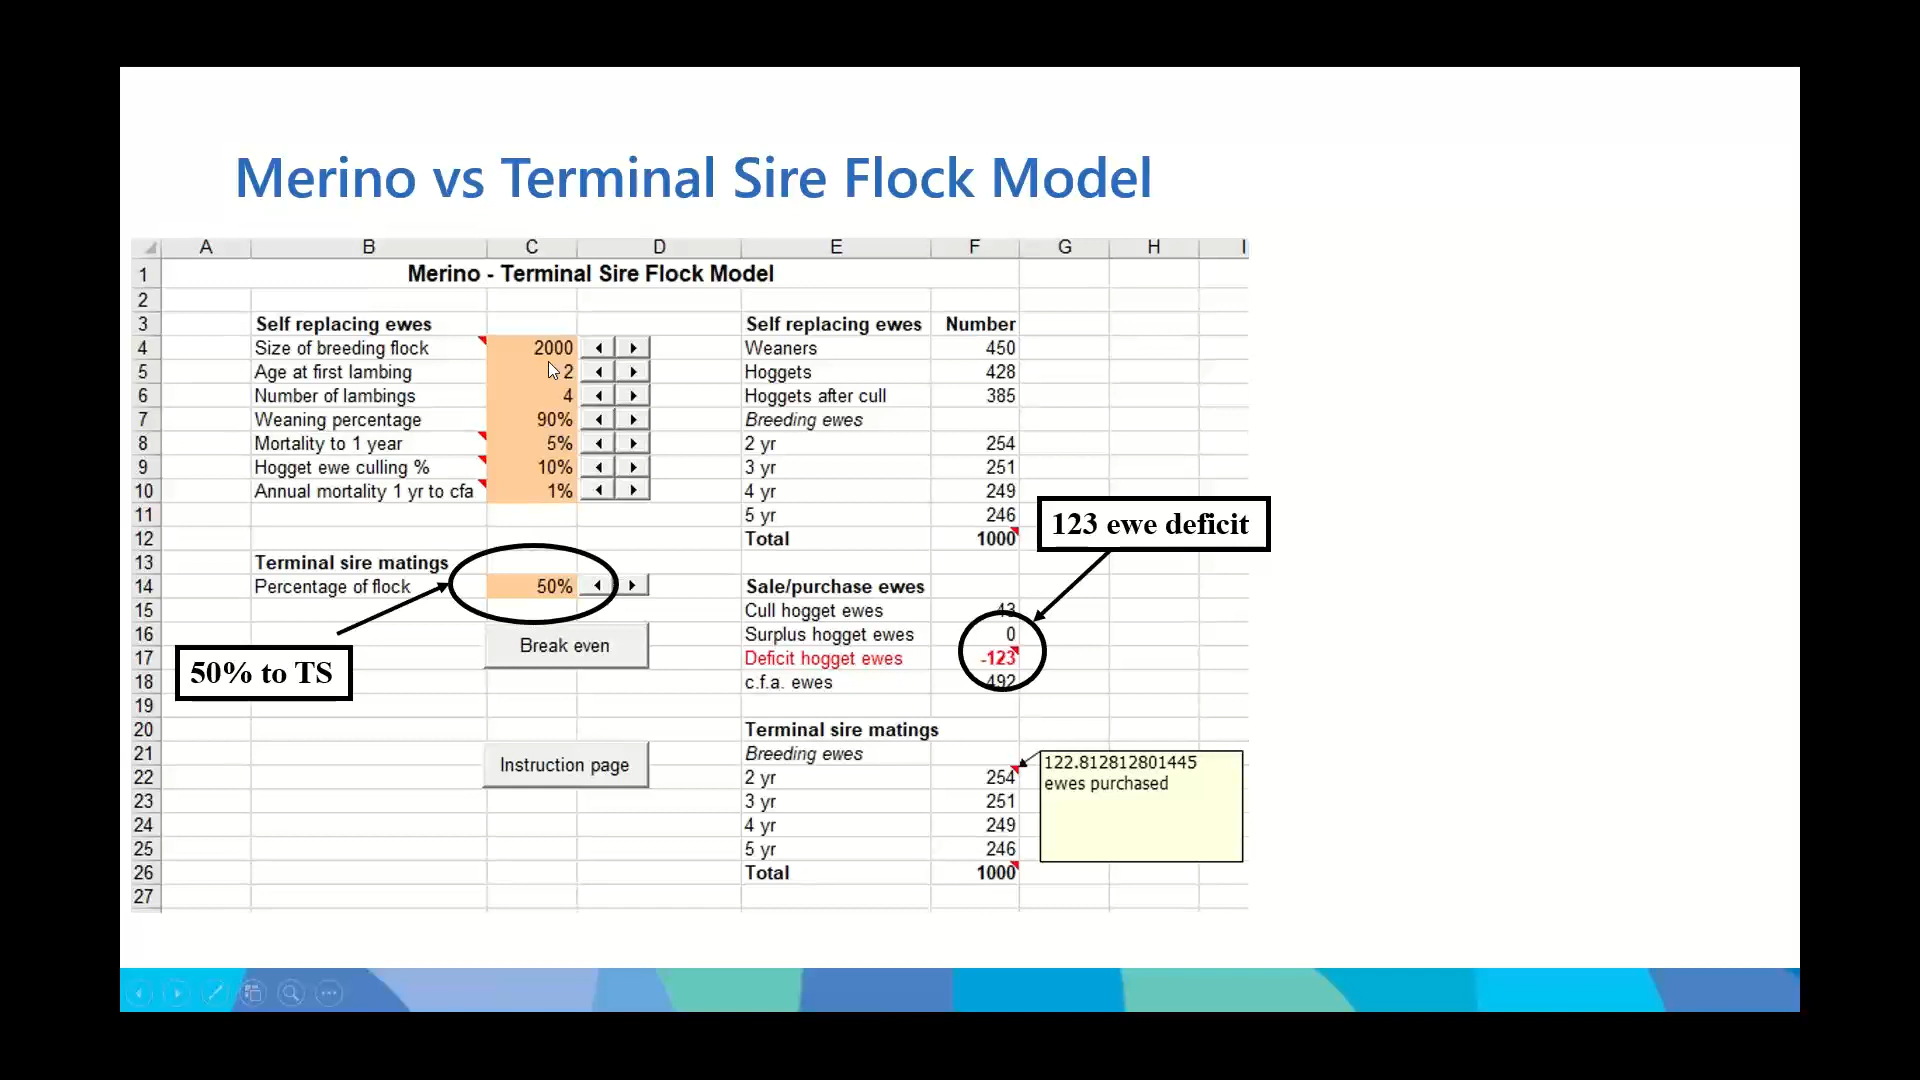 Merino vs Terminal Sire Flock Model
A B C D E F G H I
1 Merino - Terminal Sire Flock Model
2
3 Self replacing ewes Self replacing ewes Number
4 Size of breeding flock 2000 Weaners 450
5 Age at first lambing 2 Hoggets 428
6 Number of lambings 4 Hoggets after cull 385
7 Weaning percentage 90% Breeding ewes
8 Mortality to 1 year 5% 2 yr 254
9 Hogget ewe culling % 10% 3 yr 251
10 Annual mortality 1 yr to cfa 1% 4 yr 249
11 5 yr 246
123 ewe deficit
12 Total 1000
13 Terminal sire matings
14 Percentage of flock 50% Sale/purchase ewes
15 Cull hogget ewes 43
16 Break even Surplus hogget ewes 0
17 Deficit hogget ewes -123
50% to TS
18 c.f.a. ewes 492
19
20 Terminal sire matings
21 Instruction page Breeding ewes
22 2 yr 254
122.812812801445
ewes purchased
23 3 yr 251
24 4 yr 249
25 5 yr 246
26 Total 1000
27